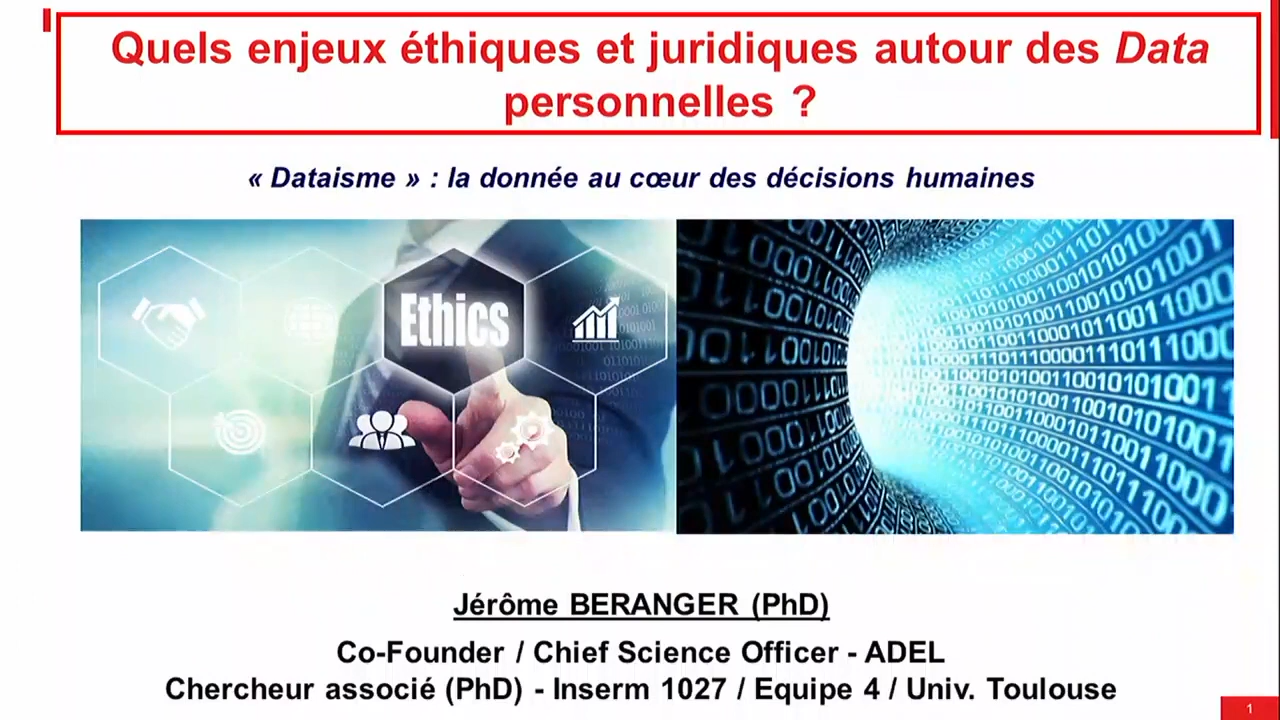 Quels enjeux éthiques et juridiques autour des Data
personnelles ?
« Dataisme » : la donnée au cœur des décisions humaines
Ethics
Jérôme BERANGER (PhD)
Co-Founder / Chief Science Officer - ADEL
Chercheur associé (PhD) - Inserm 1027 / Equipe 4 / Univ. Toulouse
1